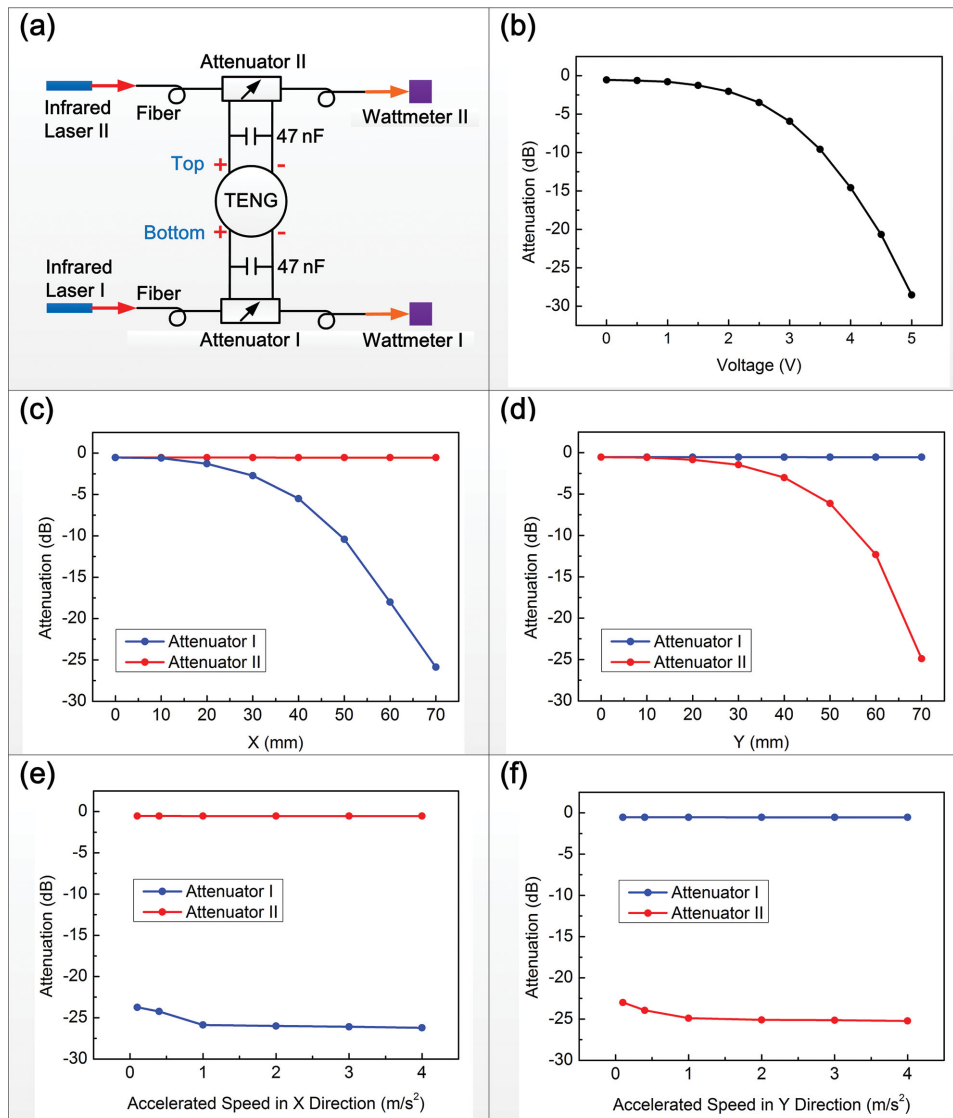 (a)
Attenuator II
Infrared
Laser II
Fiber
Wattmeter II
47 nF
Top
+
-
TENG
Bottom
+
-
47 nF
Infrared
Laser I
Fiber
Attenuator I
Wattmeter I
(b)
0
-5
-10
-15
-20
-25
-30
Attenuation (dB)
0 1 2 3 4 5
Voltage (V)
(c)
0
-5
-10
-15
-20
-25
-30
Attenuation (dB)
Attenuator I
Attenuator II
0 10 20 30 40 50 60 70
X (mm)
(d)
0
-5
-10
-15
-20
-25
-30
Attenuation (dB)
Attenuator I
Attenuator II
0 10 20 30 40 50 60 70
Y (mm)
(e)
0
-5
-10
-15
-20
-25
-30
Attenuation (dB)
Attenuator I
Attenuator II
0 1 2 3 4
Accelerated Speed in X Direction (m/s²)
(f)
0
-5
-10
-15
-20
-25
-30
Attenuation (dB)
Attenuator I
Attenuator II
0 1 2 3 4
Accelerated Speed in Y Direction (m/s²)